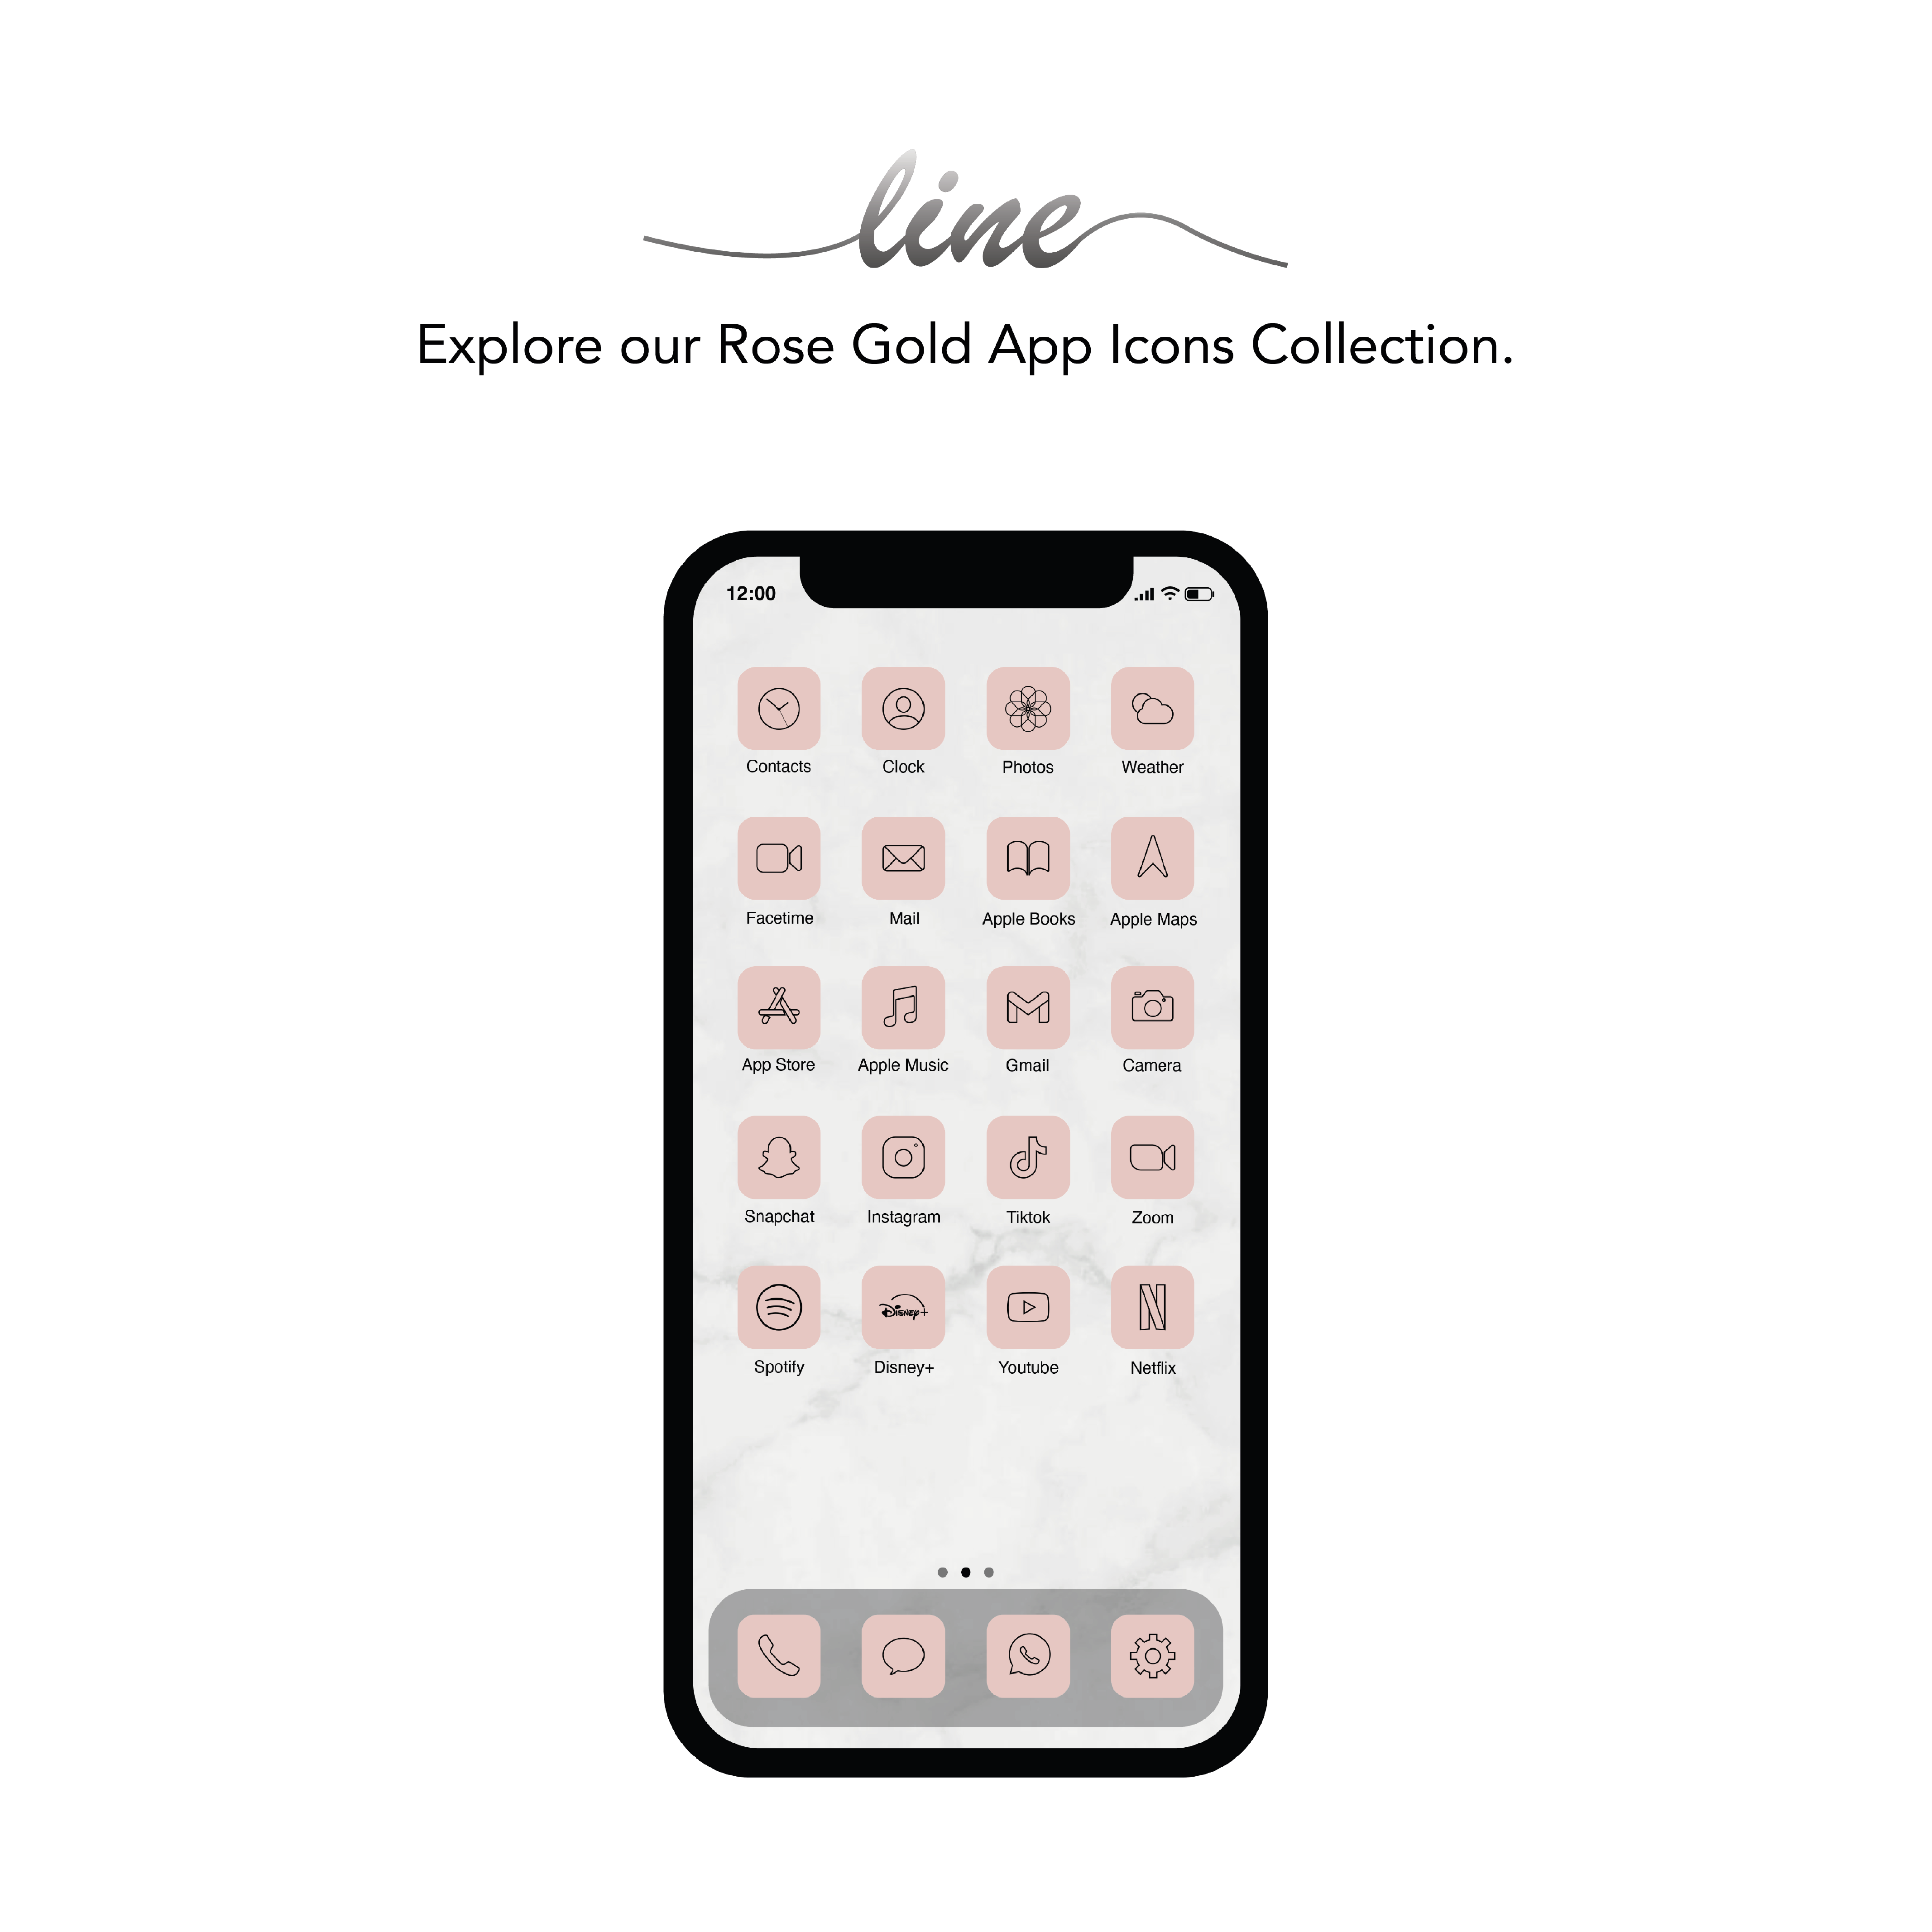 line
Explore our Rose Gold App Icons Collection.
12:00
Contacts Clock Photos Weather
Facetime Mail Apple Books Apple Maps
App Store Apple Music Gmail Camera
Snapchat Instagram Tiktok Zoom
Disney+
Spotify Disney+ Youtube Netflix